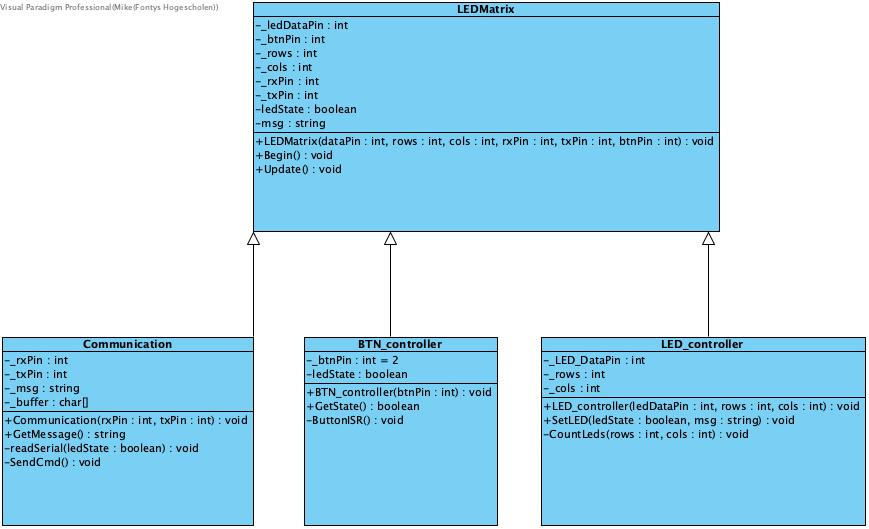 Visual Paradigm Professional(Mike(Fontys Hogescholen))
LEDMatrix
-_ledDataPin : int
-_btnPin : int
-_rows : int
-_cols : int
-_rxPin : int
-_txPin : int
-ledState : boolean
-msg : string
+LEDMatrix(dataPin : int, rows : int, cols : int, rxPin : int, txPin : int, btnPin : int) : void
+Begin() : void
+Update() : void
Communication
-_rxPin : int
-_txPin : int
-_msg : string
-_buffer : char[]
+Communication(rxPin : int, txPin : int) : void
+GetMessage() : string
-readSerial(ledState : boolean) : void
-SendCmd() : void
BTN_controller
-_btnPin : int = 2
-ledState : boolean
+BTN_controller(btnPin : int) : void
+GetState() : boolean
-ButtonISR() : void
LED_controller
-_LED_DataPin : int
-_rows : int
-_cols : int
+LED_controller(ledDataPin : int, rows : int, cols : int) : void
+SetLED(ledState : boolean, msg : string) : void
-CountLeds(rows : int, cols : int) : void